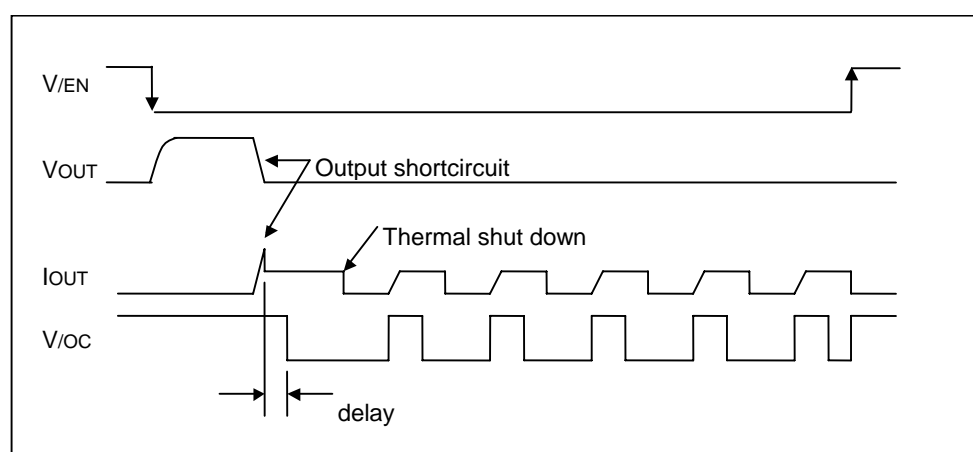 V/EN
VOUT
Output shortcircuit
Thermal shut down
IOUT
V/OC
delay